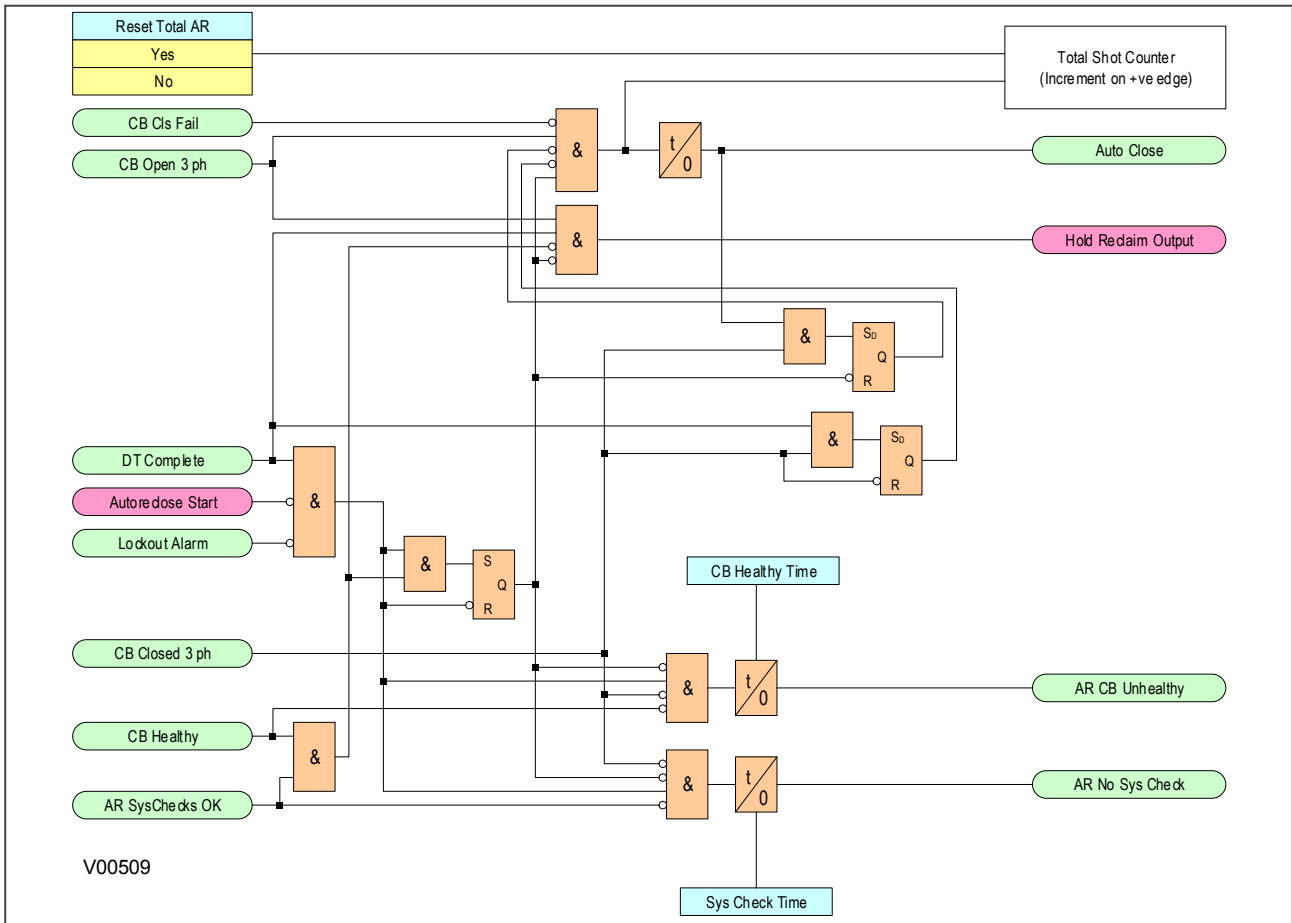 Reset Total AR
Yes
No
Total Shot Counter
(Increment on +ve edge)
CB Cls Fail
CB Open 3 ph
&
t
0
Auto Close
&
Hold Reclaim Output
&
SD
Q
R
&
SD
Q
R
DT Complete
Autoreclose Start
Lockout Alarm
&
&
S
Q
R
CB Healthy Time
CB Closed 3 ph
&
t
0
AR CB Unhealthy
CB Healthy
&
AR SysChecks OK
&
t
0
AR No Sys Check
V00509
Sys Check Time